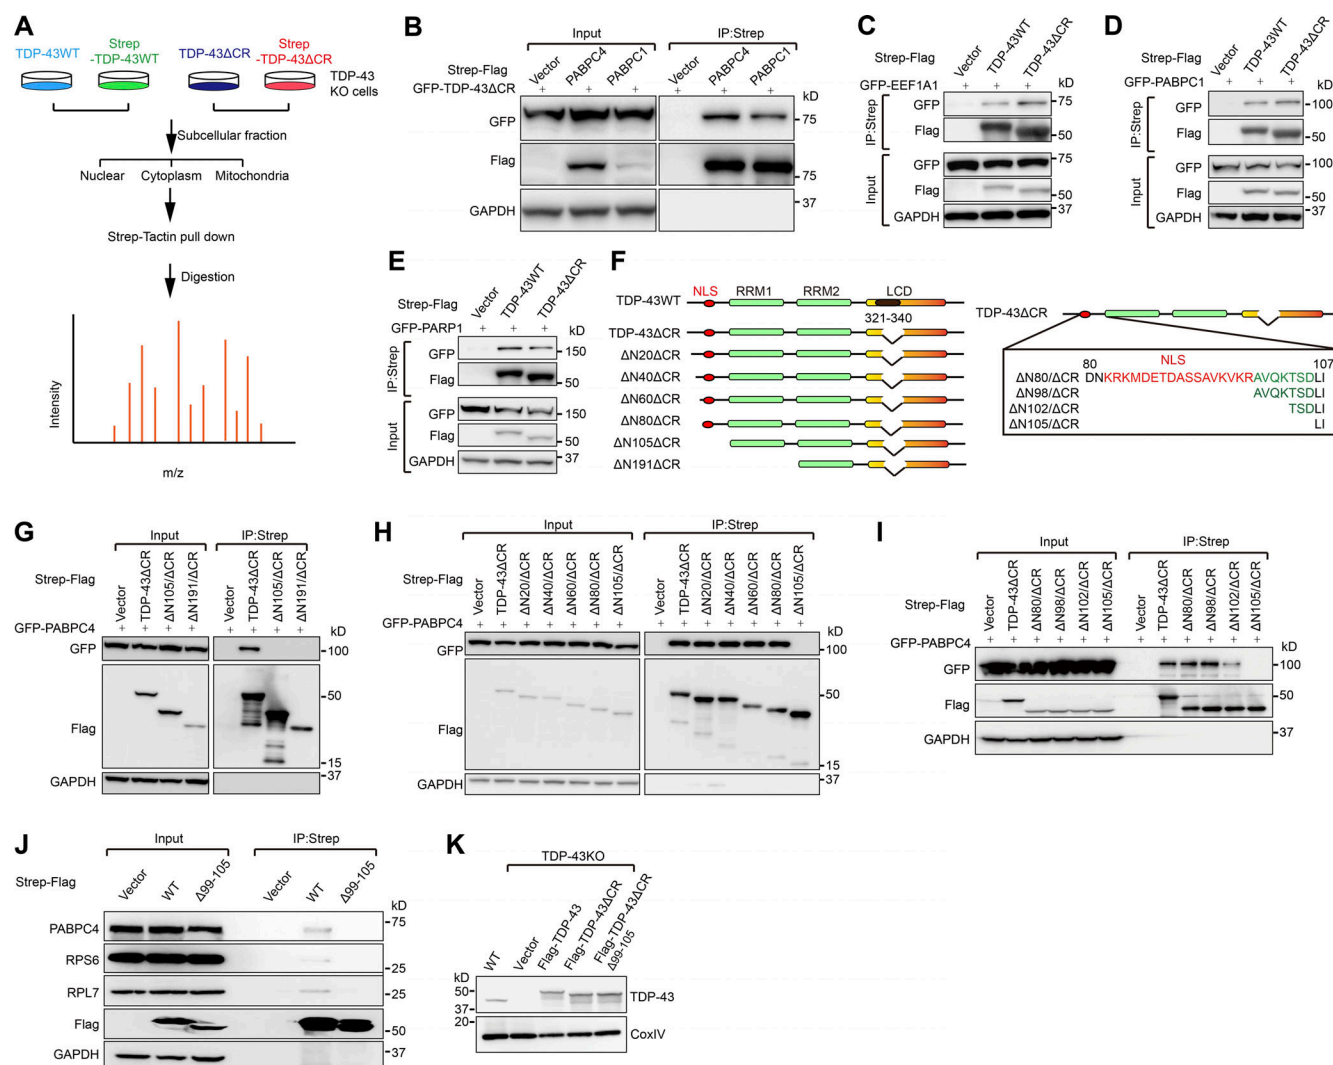 A
TDP-43WT
Strep
-TDP-43WT
TDP-43ΔCR
Strep
-TDP-43ΔCR
TDP-43
KO cells
Subcellular fraction
Nuclear Cytoplasm Mitochondria
Strep-Tactin pull down
Digestion
Intensity
m/z
B
Input IP:Strep
Strep-Flag Vector PABPC4 PABPC1 Vector PABPC4 PABPC1
GFP-TDP-43ΔCR + + + + + + kD
GFP 75
Flag 75
GAPDH 37
C
Strep-Flag Vector TDP-43WT TDP-43ΔCR
GFP-EEF1A1 + + + kD
IP:Strep
GFP 75
Flag 50
Input
GFP 75
Flag 50
GAPDH 37
D
Strep-Flag Vector TDP-43WT TDP-43ΔCR
GFP-PABPC1 + + + kD
IP:Strep
GFP 100
Flag 50
Input
GFP 100
Flag 50
GAPDH 37
E
Strep-Flag Vector TDP-43WT TDP-43ΔCR
GFP-PARP1 + + + kD
IP:Strep
GFP 150
Flag 50
Input
GFP 150
Flag 50
GAPDH 37
F
NLS RRM1 RRM2 LCD
TDP-43WT
321-340
TDP-43ΔCR
ΔN20ΔCR
ΔN40ΔCR
ΔN60ΔCR
ΔN80ΔCR
ΔN105ΔCR
ΔN191ΔCR
TDP-43ΔCR
80 NLS 107
ΔN80/ΔCR DNKRKMDETDASSAVKVKRAVQKTSDLI
ΔN98/ΔCR AVQKTSDLI
ΔN102/ΔCR TSDLI
ΔN105/ΔCR LI
G
Input IP:Strep
Strep-Flag Vector TDP-43ΔCR ΔN105/ΔCR ΔN191/ΔCR Vector TDP-43ΔCR ΔN105/ΔCR ΔN191/ΔCR
GFP-PABPC4 + + + + + + + + kD
GFP 100
Flag 50
15
GAPDH 37
H
Input IP:Strep
Strep-Flag Vector TDP-43ΔCR ΔN20/ΔCR ΔN40/ΔCR ΔN60/ΔCR ΔN80/ΔCR ΔN105/ΔCR Vector TDP-43ΔCR ΔN20/ΔCR ΔN40/ΔCR ΔN60/ΔCR ΔN80/ΔCR ΔN105/ΔCR
GFP-PABPC4 + + + + + + + + + + + + + + kD
GFP 100
Flag 50
15
GAPDH 37
I
Input IP:Strep
Strep-Flag Vector TDP-43ΔCR ΔN80/ΔCR ΔN98/ΔCR ΔN102/ΔCR ΔN105/ΔCR Vector TDP-43ΔCR ΔN80/ΔCR ΔN98/ΔCR ΔN102/ΔCR ΔN105/ΔCR
GFP-PABPC4 + + + + + + + + + + + + kD
GFP 100
Flag 50
GAPDH 37
J
Input IP:Strep
Strep-Flag Vector WT Δ99-105 Vector WT Δ99-105
kD
PABPC4 75
RPS6 25
RPL7 25
Flag 50
GAPDH 37
K
TDP-43KO
WT Vector Flag-TDP-43 Flag-TDP-43ΔCR Flag-TDP-43ΔCR
Δ99-105
kD
50 TDP-43
37
20 CoxIV